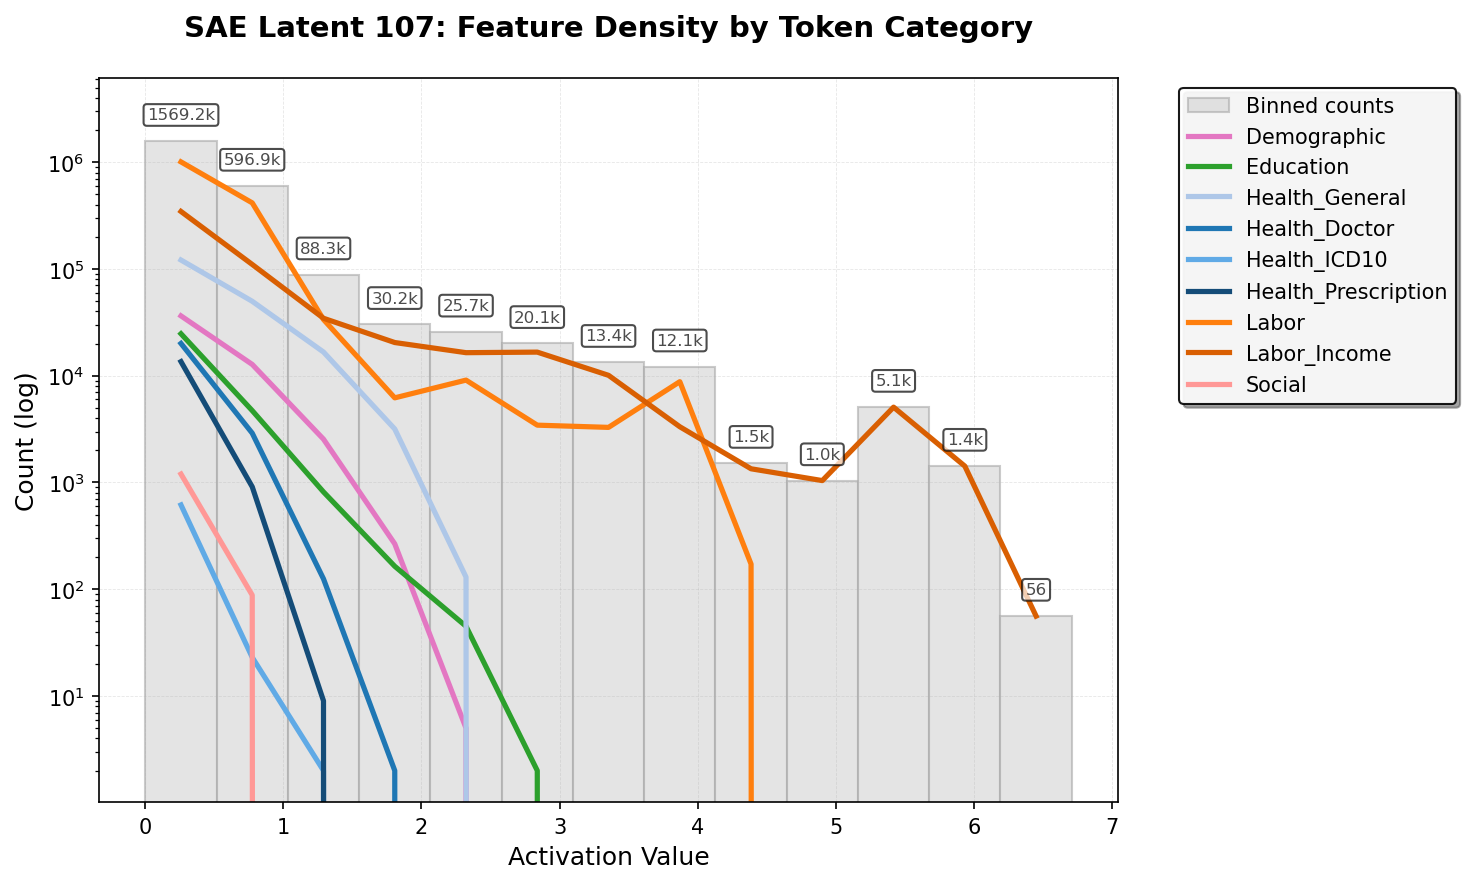 SAE Latent 107: Feature Density by Token Category
Count (log)
10⁶
10⁵
10⁴
10³
10²
10¹
1569.2k
596.9k
88.3k
30.2k
25.7k
20.1k
13.4k
12.1k
1.5k
1.0k
5.1k
1.4k
56
0 1 2 3 4 5 6 7
Activation Value
Binned counts
Demographic
Education
Health_General
Health_Doctor
Health_ICD10
Health_Prescription
Labor
Labor_Income
Social